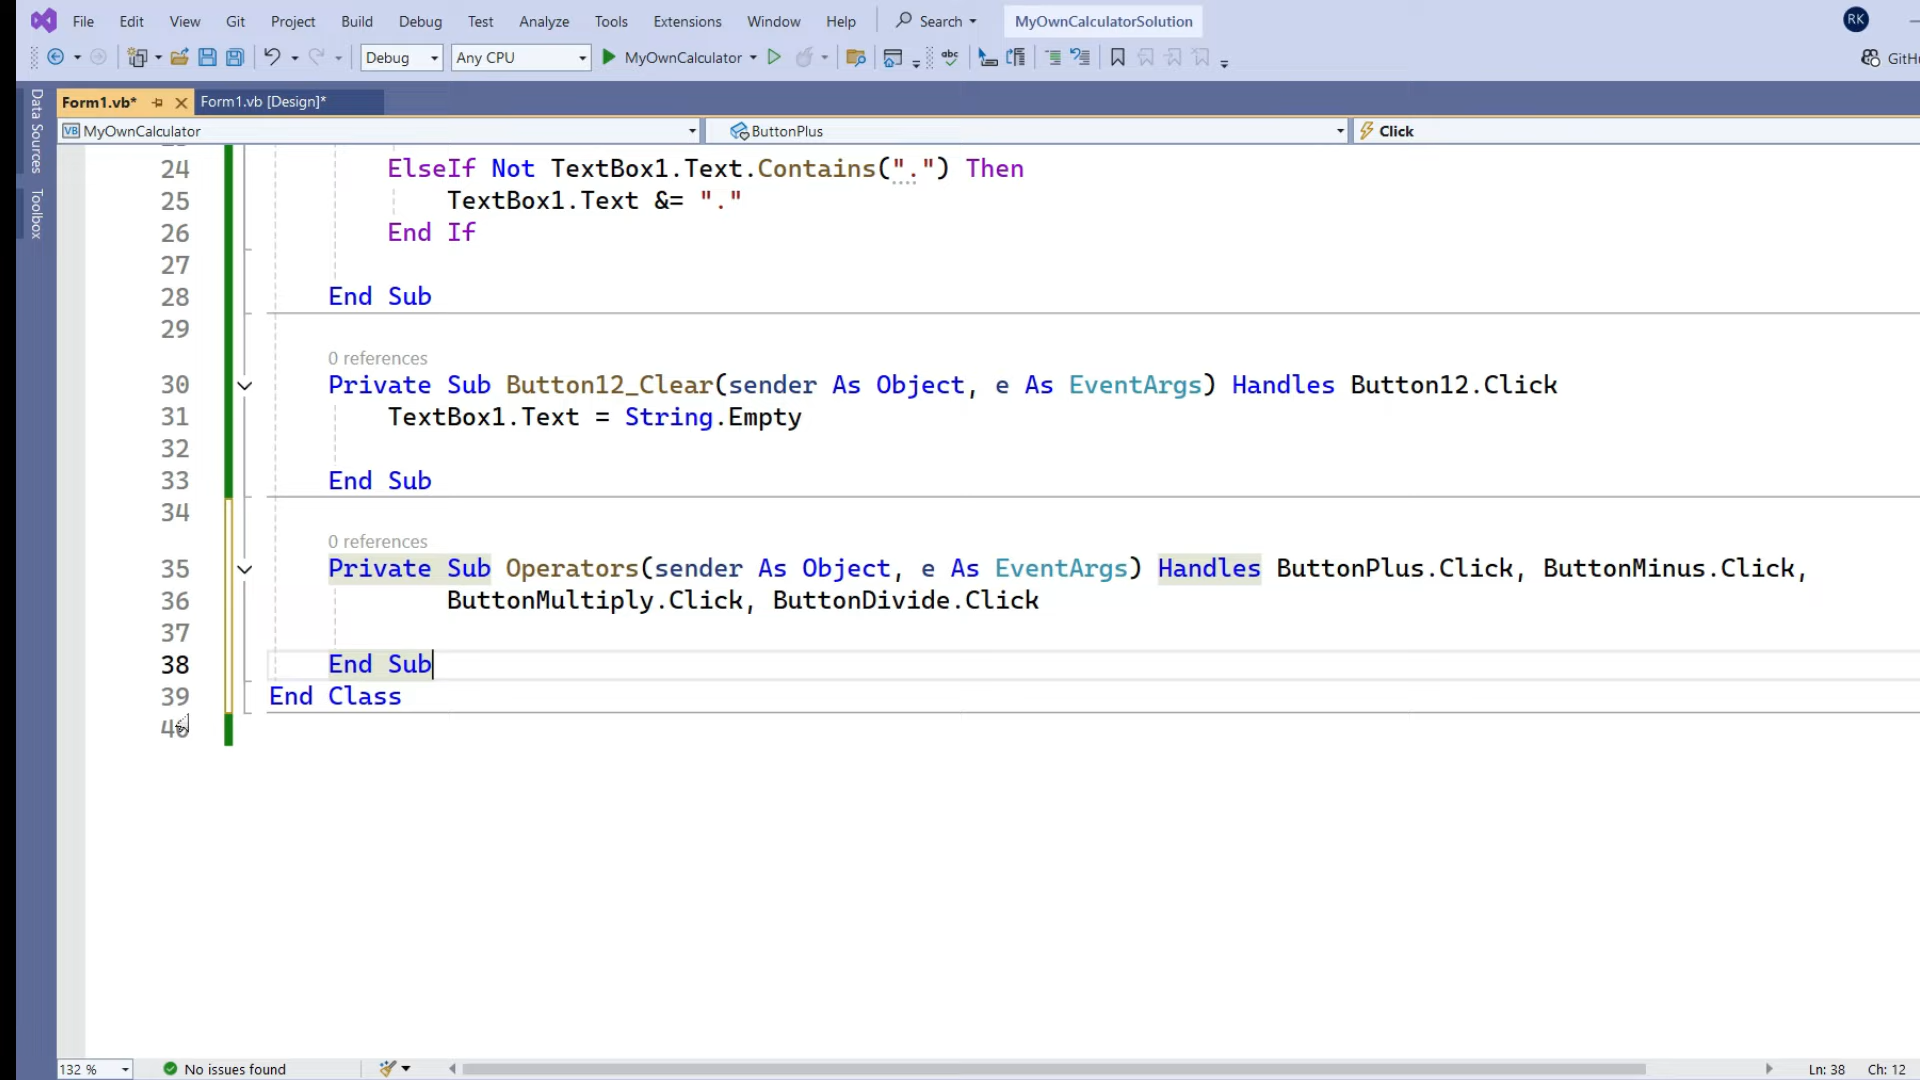 File Edit View Git Project Build Debug Test Analyze Tools Extensions Window Help Search MyOwnCalculatorSolution RK
Debug Any CPU MyOwnCalculator abc
Form1.vb* Form1.vb [Design]*
VB MyOwnCalculator ButtonPlus Click
Data Sources
Toolbox
24 ElseIf Not TextBox1.Text.Contains(".") Then
25 TextBox1.Text &= "."
26 End If
27
28 End Sub
29
0 references
30 Private Sub Button12_Clear(sender As Object, e As EventArgs) Handles Button12.Click
31 TextBox1.Text = String.Empty
32
33 End Sub
34
0 references
35 Private Sub Operators(sender As Object, e As EventArgs) Handles ButtonPlus.Click, ButtonMinus.Click,
36 ButtonMultiply.Click, ButtonDivide.Click
37
38 End Sub
39 End Class
132 % No issues found Ln: 38 Ch: 12